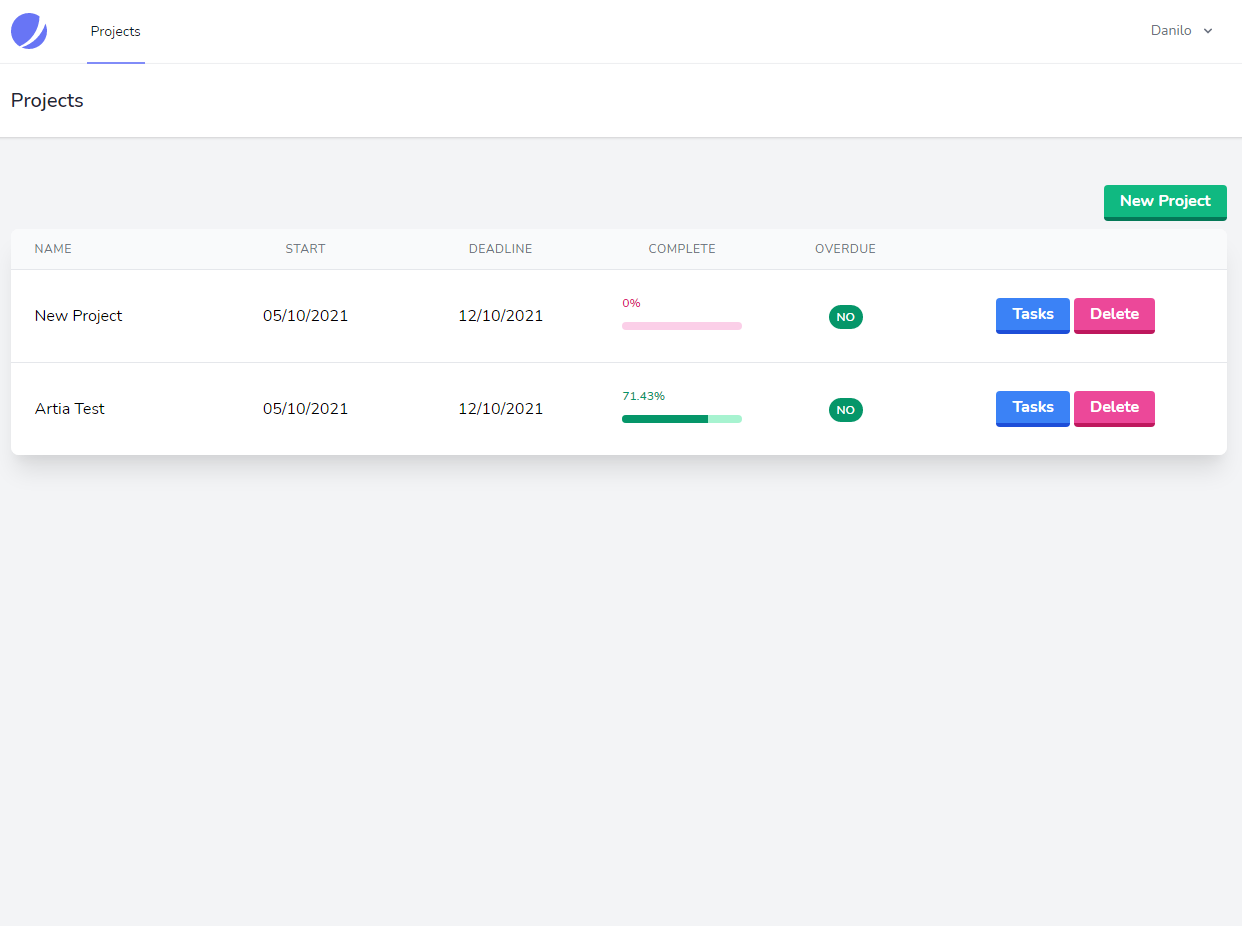 Projects
Danilo
Projects
New Project
NAME START DEADLINE COMPLETE OVERDUE
New Project 05/10/2021 12/10/2021 0% NO Tasks Delete
Artia Test 05/10/2021 12/10/2021 71.43% NO Tasks Delete